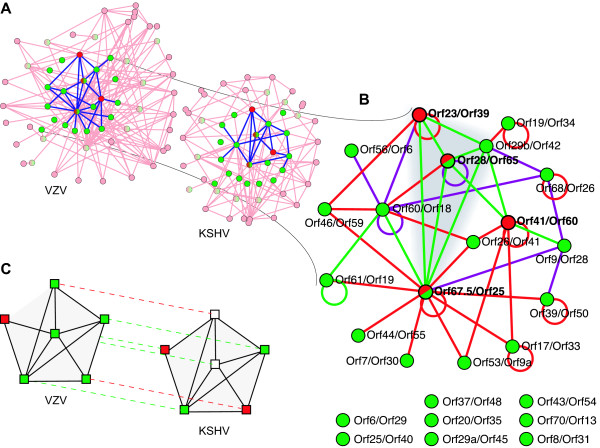 A
VZV
KSHV
B
Orf23/Orf39
Orf19/Orf34
Orf29b/Orf42
Orf56/Orf6
Orf28/Orf65
Orf68/Orf26
Orf60/Orf18
Orf46/Orf59
Orf41/Orf60
Orf26/Orf41
Orf9/Orf28
Orf61/Orf19
Orf67.5/Orf25
Orf39/Orf50
Orf44/Orf55
Orf17/Orf33
Orf7/Orf30
Orf53/Orf9a
Orf37/Orf48
Orf43/Orf54
Orf6/Orf29
Orf20/Orf35
Orf70/Orf13
Orf25/Orf40
Orf29a/Orf45
Orf8/Orf31
C
VZV
KSHV